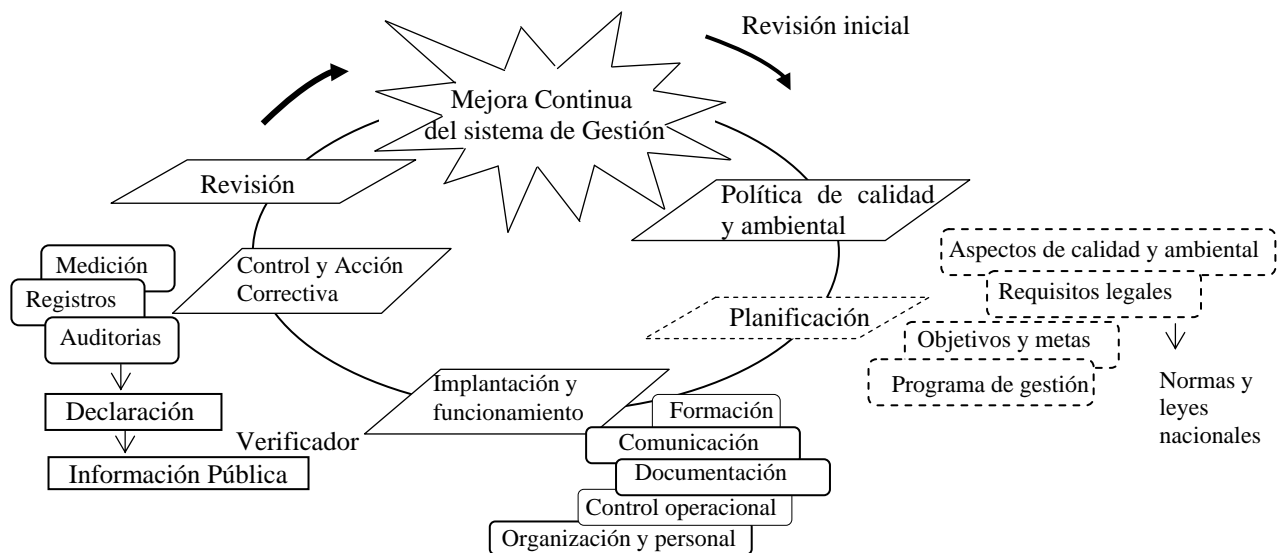 Revisión inicial
Mejora Continua
del sistema de Gestión
Revisión
Política de calidad
y ambiental
Aspectos de calidad y ambiental
Medición
Control y Acción
Correctiva
Requisitos legales
Registros
Planificación
Auditorias
Objetivos y metas
Implantación y
funcionamiento
Programa de gestión
Normas y
leyes
nacionales
Declaración
Formación
Verificador
Comunicación
Información Pública
Documentación
Control operacional
Organización y personal